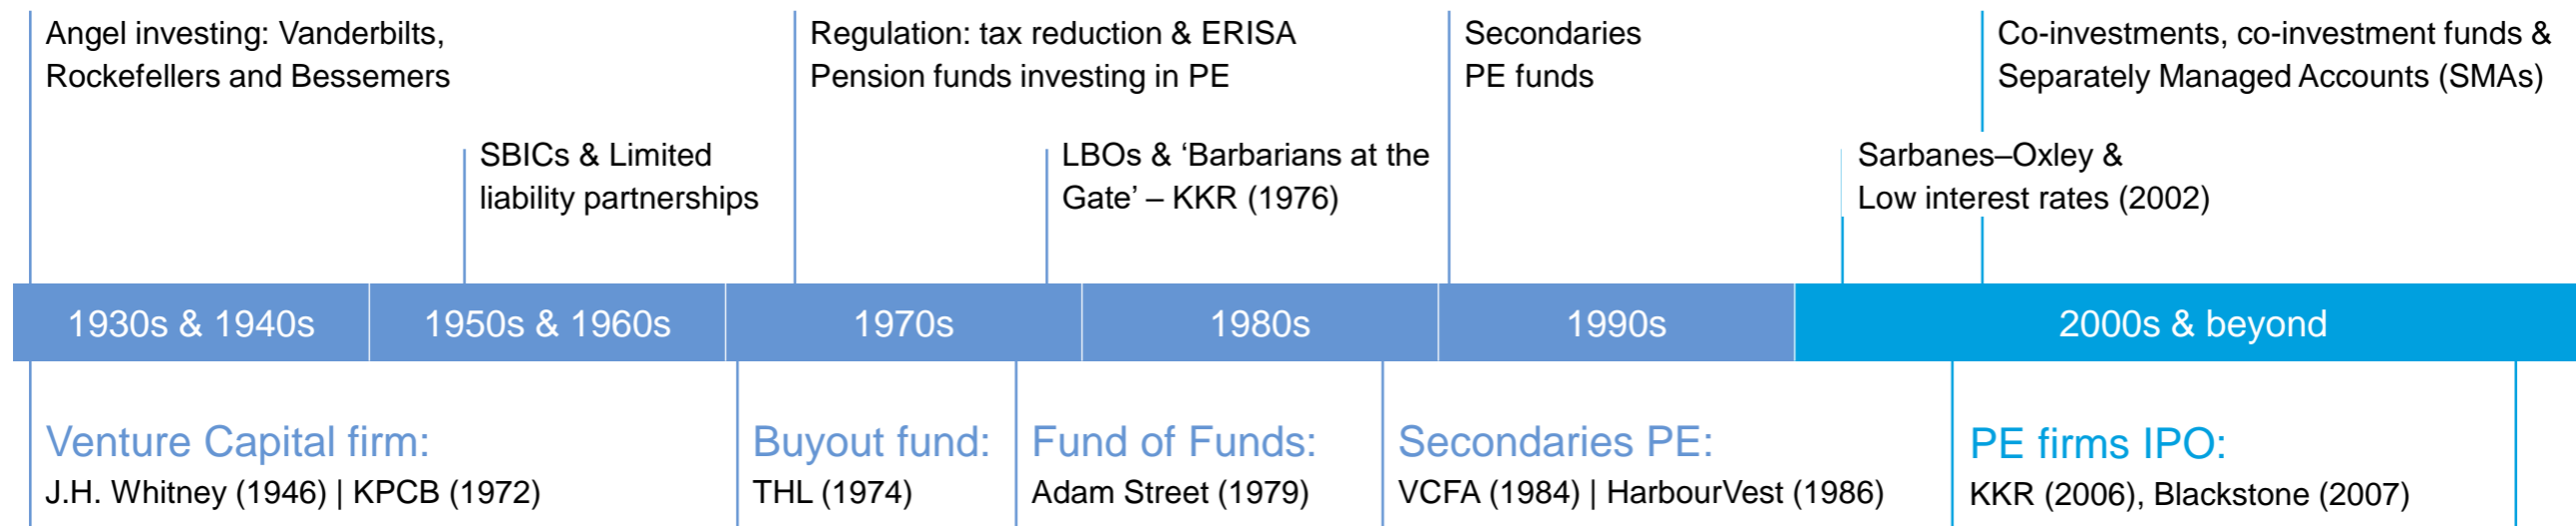 Angel investing: Vanderbilts,
Rockefellers and Bessemers
Regulation: tax reduction & ERISA
Pension funds investing in PE
Secondaries
PE funds
Co-investments, co-investment funds &
Separately Managed Accounts (SMAs)
SBICs & Limited
liability partnerships
LBOs & ‘Barbarians at the
Gate’ – KKR (1976)
Sarbanes–Oxley &
Low interest rates (2002)
1930s & 1940s
1950s & 1960s
1970s
1980s
1990s
2000s & beyond
Venture Capital firm:
J.H. Whitney (1946) | KPCB (1972)
Buyout fund:
THL (1974)
Fund of Funds:
Adam Street (1979)
Secondaries PE:
VCFA (1984) | HarbourVest (1986)
PE firms IPO:
KKR (2006), Blackstone (2007)